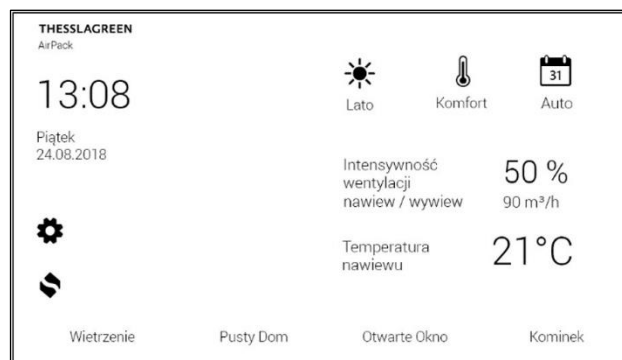 THESSLAGREEN
AirPack
13:08
Piątek
24.08.2018
31
Lato
Komfort
Auto
Intensywność
wentylacji
nawiew / wywiew
50 %
90 m³/h
Temperatura
nawiewu
21°C
Wietrzenie
Pusty Dom
Otwarte Okno
Kominek